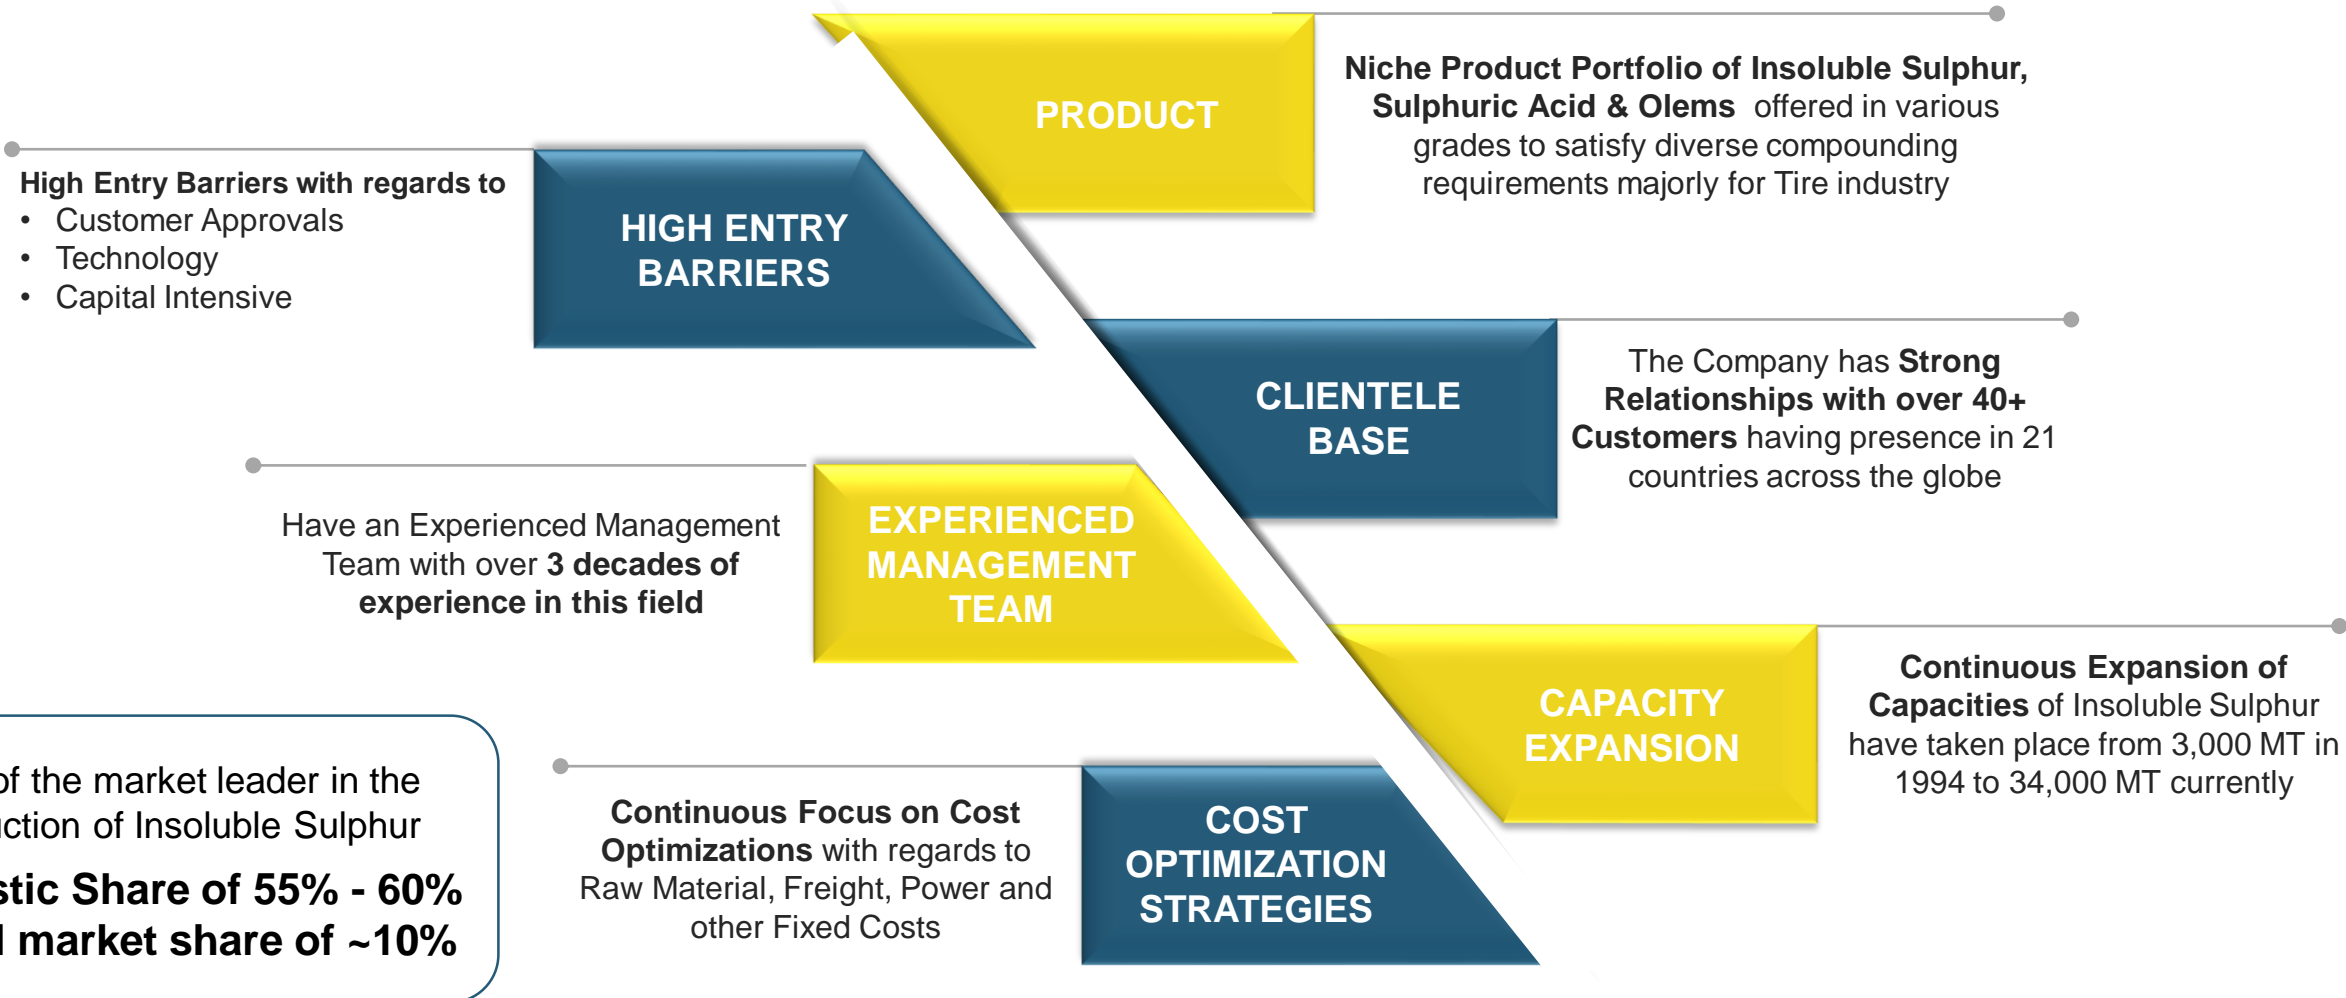 PRODUCT
Niche Product Portfolio of Insoluble Sulphur,
Sulphuric Acid & Olems offered in various
grades to satisfy diverse compounding
requirements majorly for Tire industry
High Entry Barriers with regards to
• Customer Approvals
• Technology
• Capital Intensive
HIGH ENTRY
BARRIERS
CLIENTELE
BASE
The Company has Strong
Relationships with over 40+
Customers having presence in 21
countries across the globe
Have an Experienced Management
Team with over 3 decades of
experience in this field
EXPERIENCED
MANAGEMENT
TEAM
CAPACITY
EXPANSION
Continuous Expansion of
Capacities of Insoluble Sulphur
have taken place from 3,000 MT in
1994 to 34,000 MT currently
of the market leader in the
of Insoluble Sulphur
Share of 55% - 60%
market share of ~10%
Continuous Focus on Cost
Optimizations with regards to
Raw Material, Freight, Power and
other Fixed Costs
COST
OPTIMIZATION
STRATEGIES